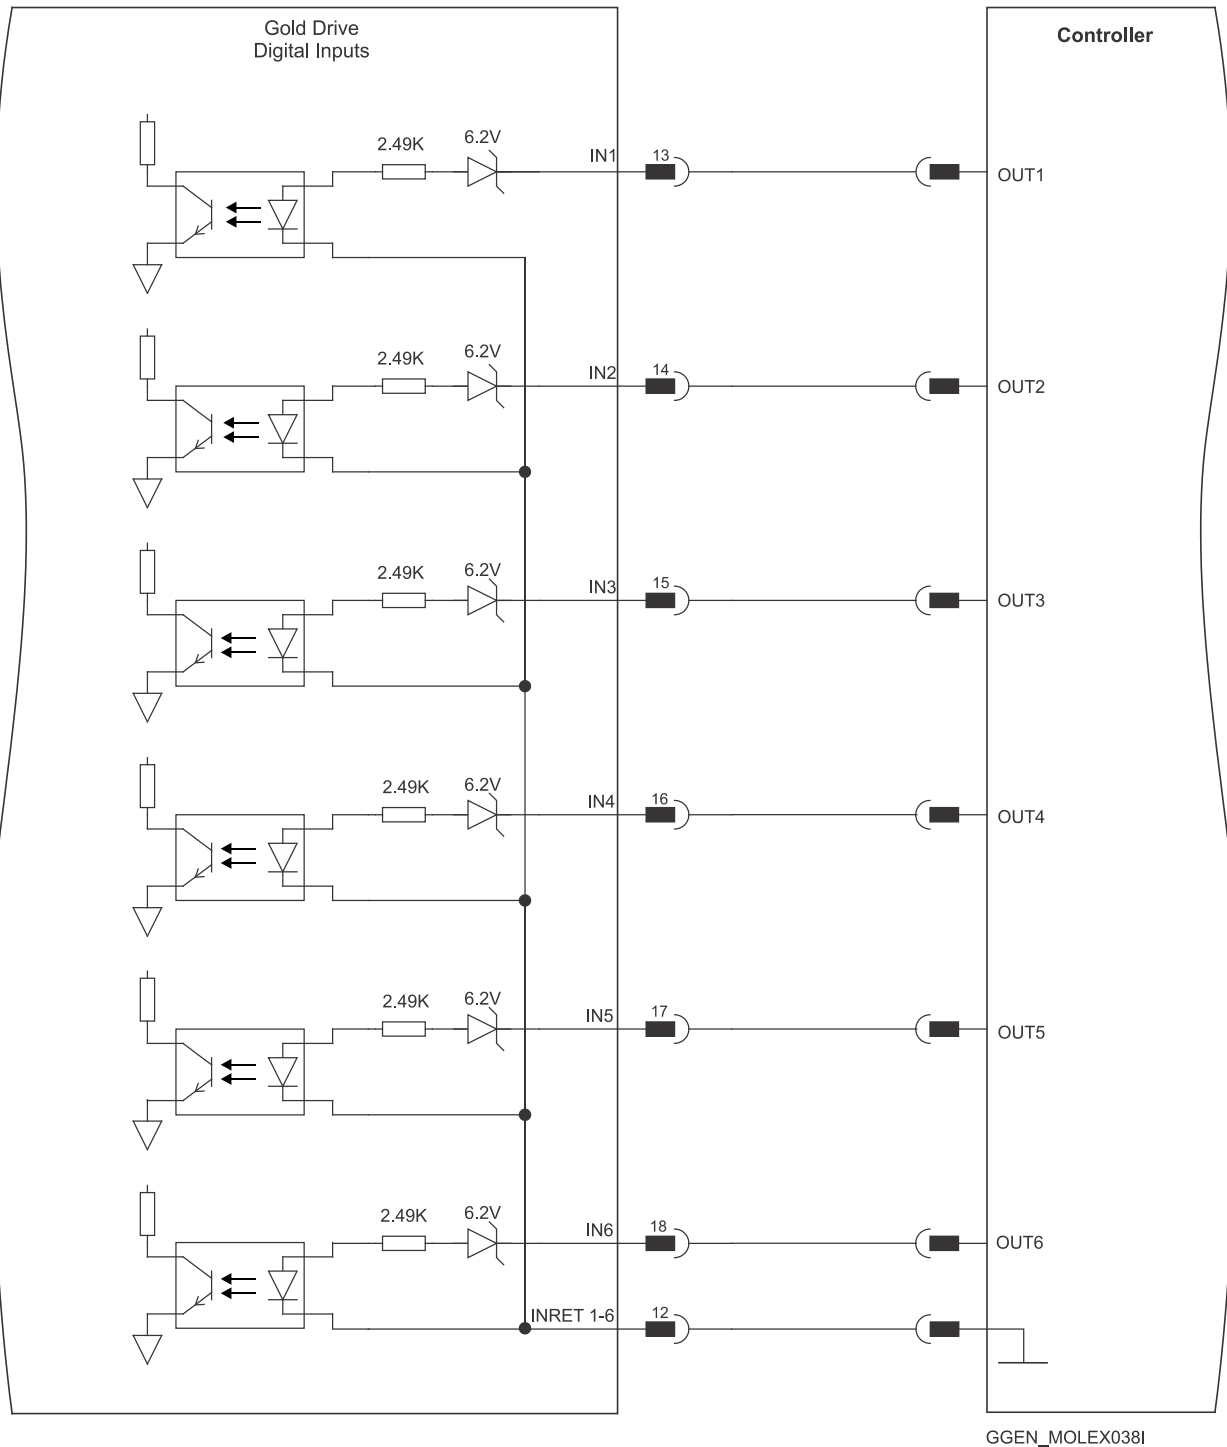 Gold Drive
Digital Inputs
Controller
2.49K
6.2V
IN1
13
OUT1
2.49K
6.2V
IN2
14
OUT2
2.49K
6.2V
IN3
15
OUT3
2.49K
6.2V
IN4
16
OUT4
2.49K
6.2V
IN5
17
OUT5
2.49K
6.2V
IN6
18
OUT6
INRET 1-6
12
GGEN_MOLEX038I